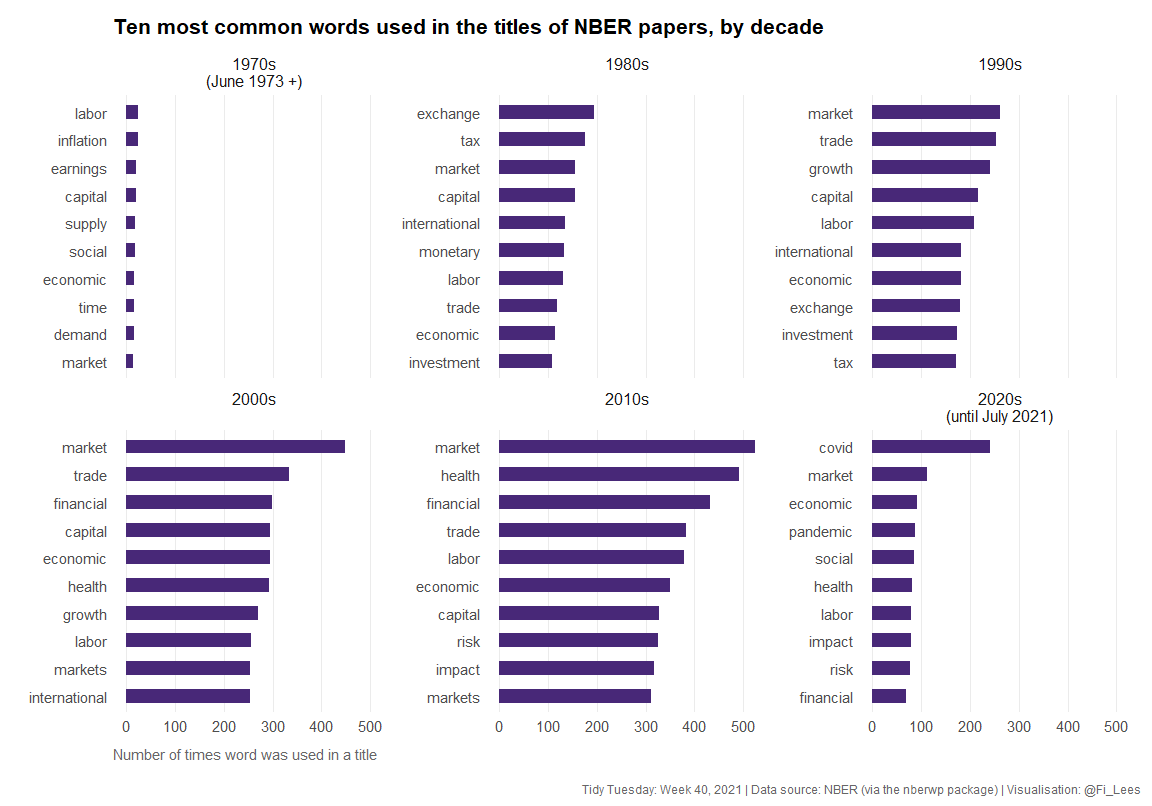 Ten most common words used in the titles of NBER papers, by decade
1970s
(June 1973 +)
labor
inflation
earnings
capital
supply
social
economic
time
demand
market
1980s
exchange
tax
market
capital
international
monetary
labor
trade
economic
investment
1990s
market
trade
growth
capital
labor
international
economic
exchange
investment
tax
2000s
market
trade
financial
capital
economic
health
growth
labor
markets
international
0 100 200 300 400 500
2010s
market
health
financial
trade
labor
economic
capital
risk
impact
markets
0 100 200 300 400 500
2020s
(until July 2021)
covid
market
economic
pandemic
social
health
labor
impact
risk
financial
0 100 200 300 400 500
Number of times word was used in a title
Tidy Tuesday: Week 40, 2021 | Data source: NBER (via the nberwp package) | Visualisation: @Fi_Lees